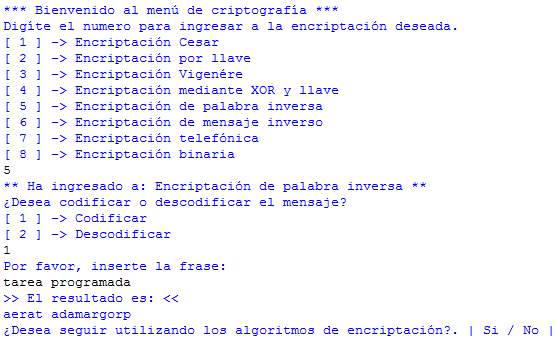 *** Bienvenido al menú de criptografía ***
Digíte el numero para ingresar a la encriptación deseada.
[ 1 ] -> Encriptación Cesar
[ 2 ] -> Encriptación por llave
[ 3 ] -> Encriptación Vigenére
[ 4 ] -> Encriptación mediante XOR y llave
[ 5 ] -> Encriptación de palabra inversa
[ 6 ] -> Encriptación de mensaje inverso
[ 7 ] -> Encriptación telefónica
[ 8 ] -> Encriptación binaria
5
** Ha ingresado a: Encriptación de palabra inversa **
¿Desea codificar o descodificar el mensaje?
[ 1 ] -> Codificar
[ 2 ] -> Descodificar
1
Por favor, inserte la frase:
tarea programada
>> El resultado es: <<
aerat adamargorp
¿Desea seguir utilizando los algoritmos de encriptación?. | Si / No |